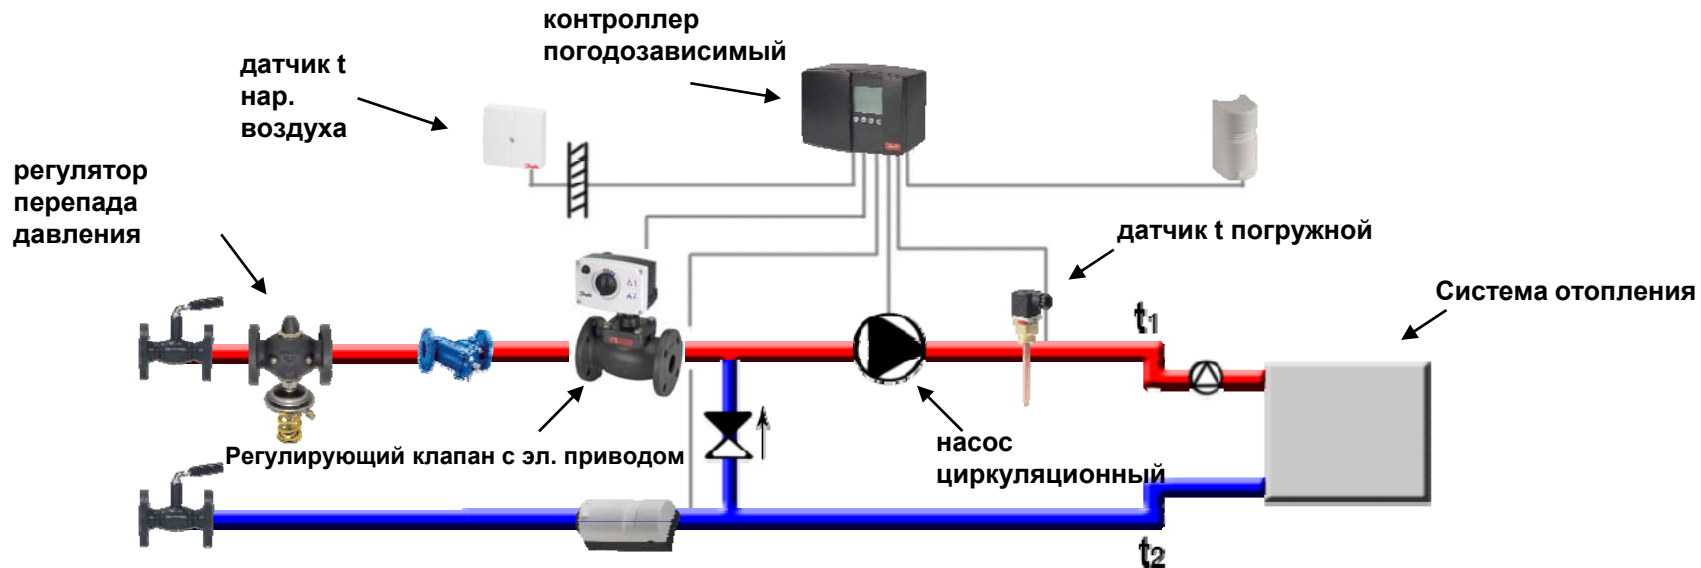 контроллер
погодозависимый
датчик t
нар.
воздуха
регулятор
перепада
давления
датчик t погружной
Система отопления
t1
насос
циркуляционный
Регулирующий клапан с эл. приводом
t2